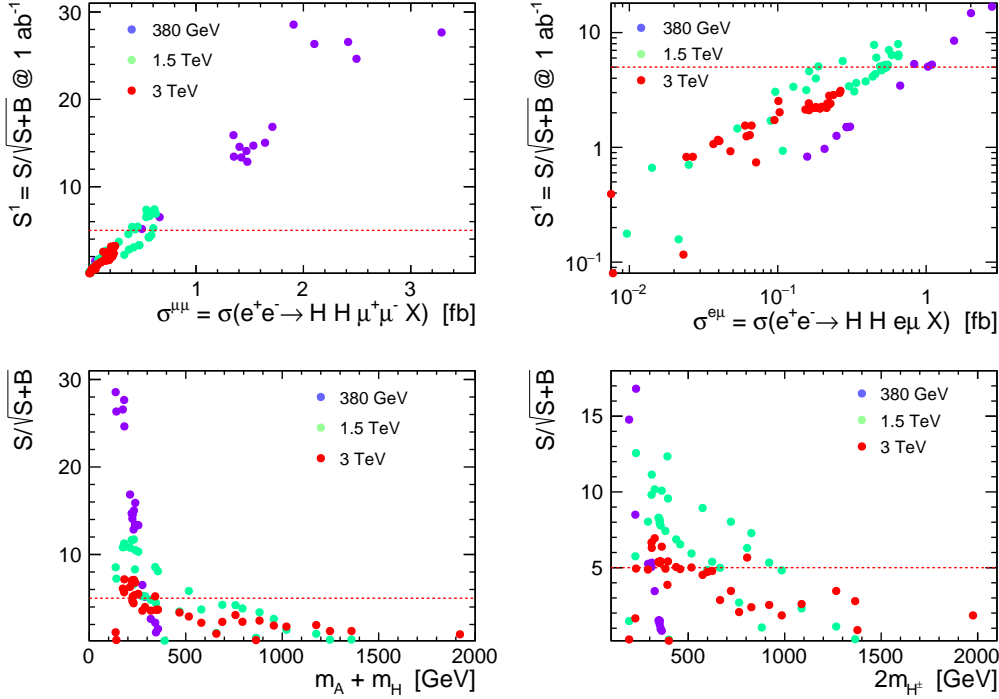 S¹ = S/√S+B @ 1 ab⁻¹
30
20
10
380 GeV
1.5 TeV
3 TeV
0
1
2
3
σ^μμ = σ(e⁺e⁻→ H H μ⁺μ⁻ X) [fb]
S¹ = S/√S+B @ 1 ab⁻¹
10
1
10⁻¹
380 GeV
1.5 TeV
3 TeV
10⁻²
10⁻¹
1
σ^eμ = σ(e⁺e⁻→ H H eμ X) [fb]
S/√S+B
30
20
10
0
380 GeV
1.5 TeV
3 TeV
0
500
1000
1500
2000
m_A + m_H [GeV]
S/√S+B
15
10
5
380 GeV
1.5 TeV
3 TeV
500
1000
1500
2000
2m_H± [GeV]